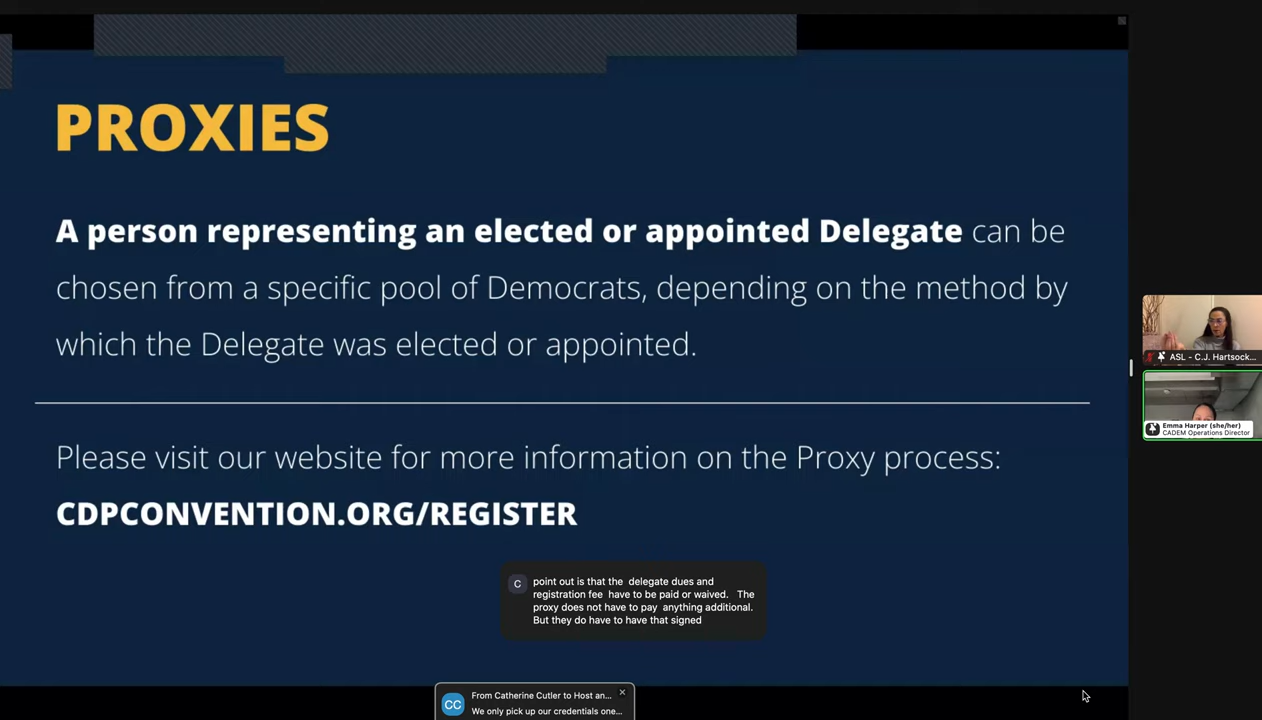 PROXIES
A person representing an elected or appointed Delegate can be
chosen from a specific pool of Democrats, depending on the method by
which the Delegate was elected or appointed.
Please visit our website for more information on the Proxy process:
CDPCONVENTION.ORG/REGISTER
C
point out is that the delegate dues and
registration fee have to be paid or waived. The
proxy does not have to pay anything additional.
But they do have to have that signed
CC
From Catherine Cutler to Host an...
We only pick up our credentials one...
ASL - C.J. Hartsock...
Emma Harper (she/her)
CADEM Operations Director